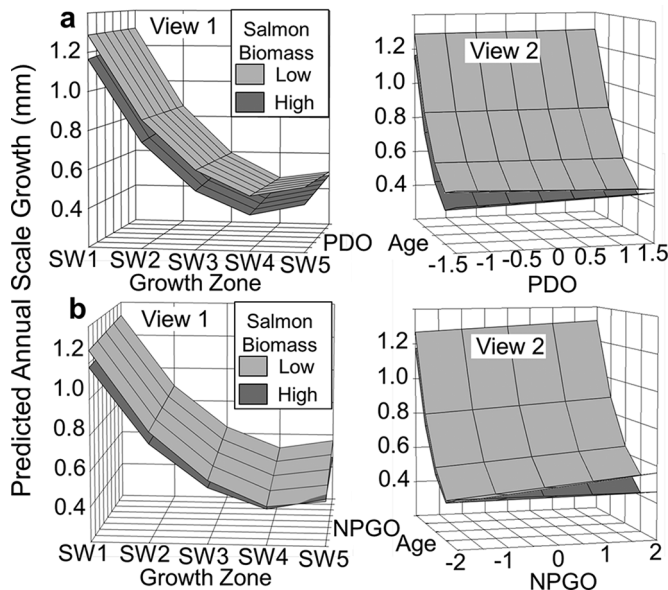 Predicted Annual Scale Growth (mm)
a
View 1
Salmon
Biomass
Low
High
1.2
1.0
0.8
0.6
0.4
SW1 SW2 SW3 SW4 SW5
Growth Zone
PDO
View 2
1.2
1.0
0.8
0.6
0.4
Age
-1.5 -1 -0.5 0 0.5 1 1.5
PDO
b
View 1
Salmon
Biomass
Low
High
1.2
1.0
0.8
0.6
0.4
SW1 SW2 SW3 SW4 SW5
Growth Zone
NPGO
View 2
1.2
1.0
0.8
0.6
0.4
Age
-2 -1 0 1 2
NPGO